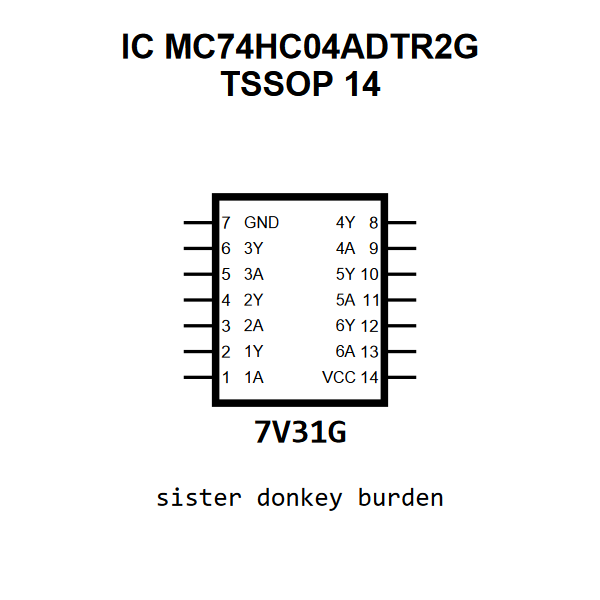 IC MC74HC04ADTR2G
TSSOP 14
7 GND 4Y 8
6 3Y 4A 9
5 3A 5Y 10
4 2Y 5A 11
3 2A 6Y 12
2 1Y 6A 13
1 1A VCC 14
7V31G
sister donkey burden